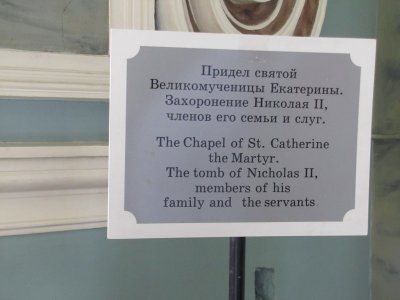 Придел святой
Великомученицы Екатерины.
Захоронение Николая II,
членов его семьи и слуг.
The Chapel of St. Catherine
the Martyr.
The tomb of Nicholas II,
members of his
family and the servants